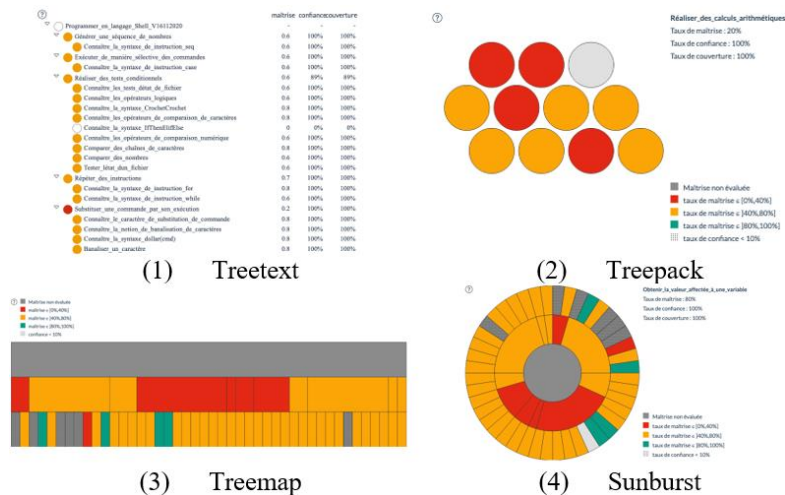 maîtrise confiance couverture
Programmer_en_langage_Shell_V16112020 - - -
Générer_une_séquence_de_nombres 0.6 100% 100%
Connaître_la_syntaxe_de_instruction_seq 0.6 100% 100%
Exécuter_de_manière_sélective_des_commandes 0.6 100% 100%
Connaître_la_syntaxe_de_instruction_case 0.6 100% 100%
Réaliser_des_tests_conditionnels 0.6 89% 89%
Connaître_les_tests_détat_de_fichier 0.6 100% 100%
Connaître_les_opérateurs_logiques 0.6 100% 100%
Connaître_la_syntaxe_CrochetCrochet 0.8 100% 100%
Connaître_les_opérateurs_de_comparaison_de_caractères 0.8 100% 100%
Connaître_la_syntaxe_IfThenElifElse 0 0% 0%
Connaître_les_opérateurs_de_comparaison_numérique 0.6 100% 100%
Comparer_des_chaînes_de_caractères 0.8 100% 100%
Comparer_des_nombres 0.6 100% 100%
Tester_létat_dun_fichier 0.6 100% 100%
Répéter_des_instructions 0.7 100% 100%
Connaître_la_syntaxe_de_instruction_for 0.8 100% 100%
Connaître_la_syntaxe_de_instruction_while 0.6 100% 100%
Substituer_une_commande_par_son_exécution 0.2 100% 100%
Connaître_le_caractère_de_substitution_de_commande 0.8 100% 100%
Connaître_la_notion_de_banalisation_de_caractères 0.8 100% 100%
Connaître_la_syntaxe_dollar(cmd) 0.8 100% 100%
Banaliser_un_caractère 0.8 100% 100%
(1) Treetext
Réaliser_des_calculs_arithmétiques
Taux de maîtrise : 20%
Taux de confiance : 100%
Taux de couverture : 100%
Maîtrise non évaluée
taux de maîtrise ≤ [0%,40%]
taux de maîtrise ≤ ]40%,80%]
taux de maîtrise ≤ ]80%,100%]
taux de confiance < 10%
(2) Treepack
Maîtrise non évaluée
maîtrise ≤ [0%,40%]
maîtrise ≤ ]40%,80%]
maîtrise ≤ ]80%,100%]
confiance < 10%
(3) Treemap
Obtenir_la_valeur_affectée_à_une_variable
Taux de maîtrise : 80%
Taux de confiance : 100%
Taux de couverture : 100%
Maîtrise non évaluée
taux de maîtrise ≤ [0%,40%]
taux de maîtrise ≤ ]40%,80%]
taux de maîtrise ≤ ]80%,100%]
taux de confiance < 10%
(4) Sunburst